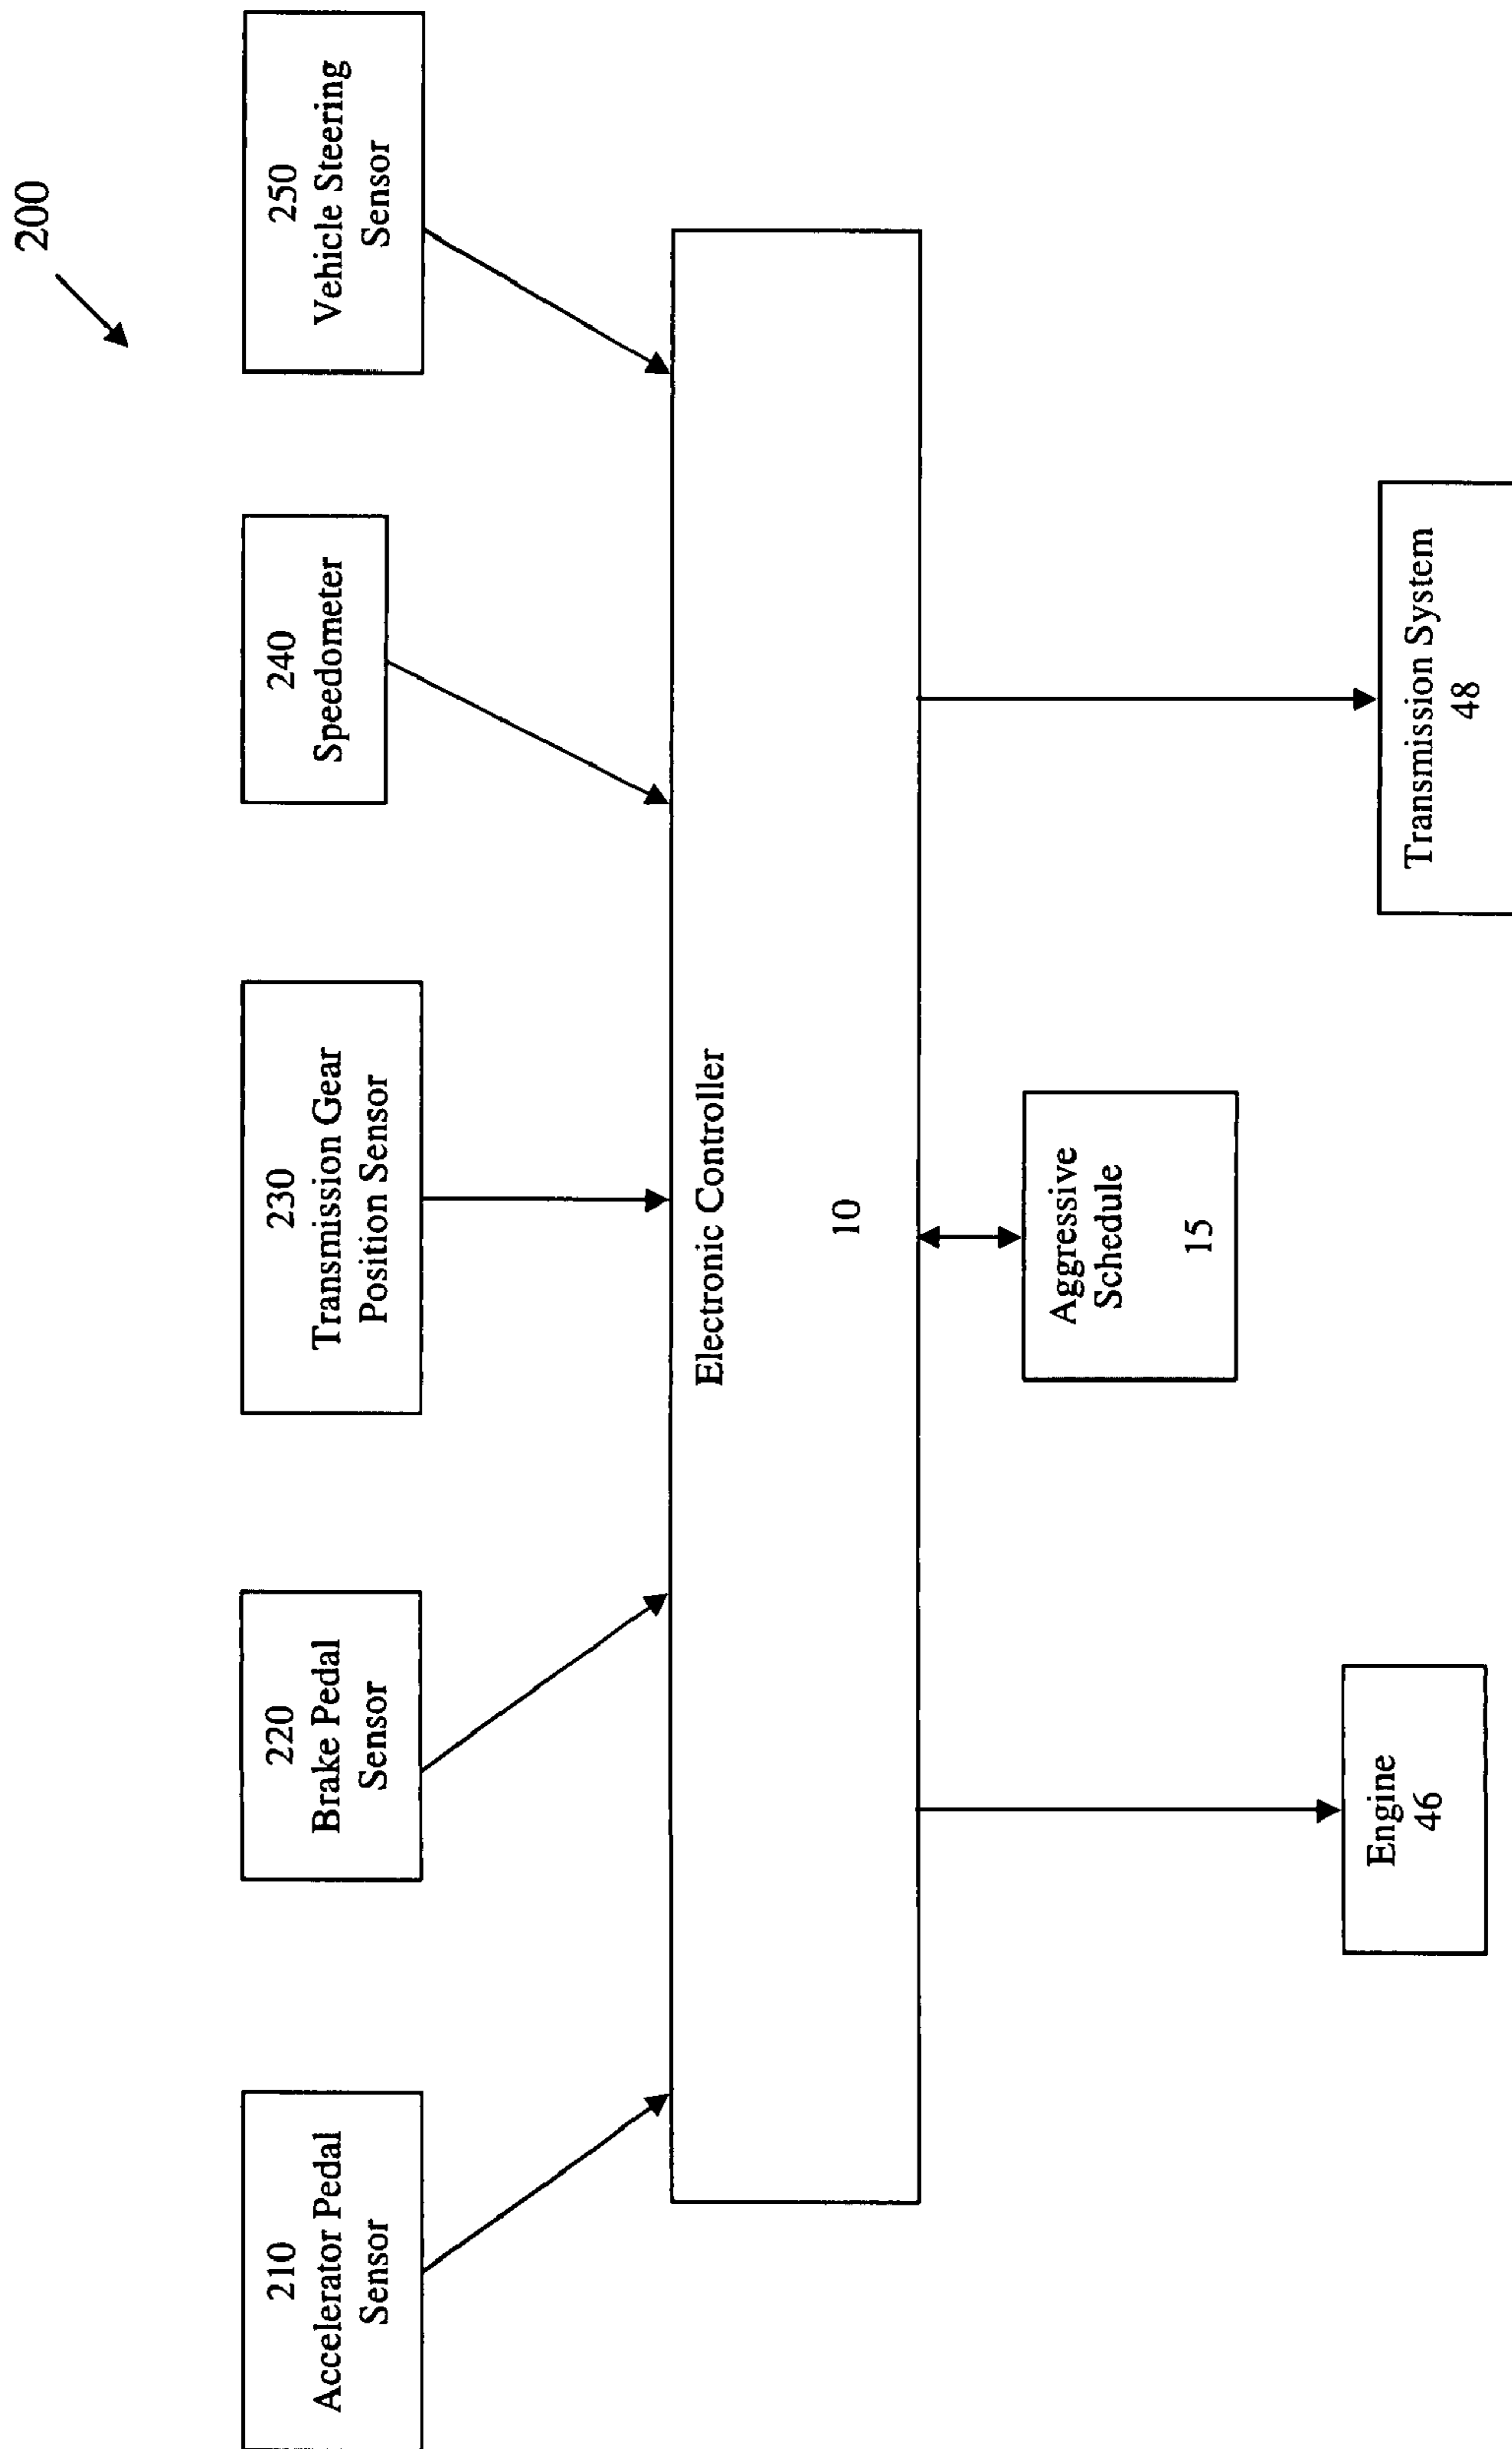 200
210
Accelerator Pedal
Sensor
220
Brake Pedal
Sensor
230
Transmission Gear
Position Sensor
240
Speedometer
250
Vehicle Steering
Sensor
Electronic Controller
10
Aggressive
Schedule
15
Engine
46
Transmission System
48